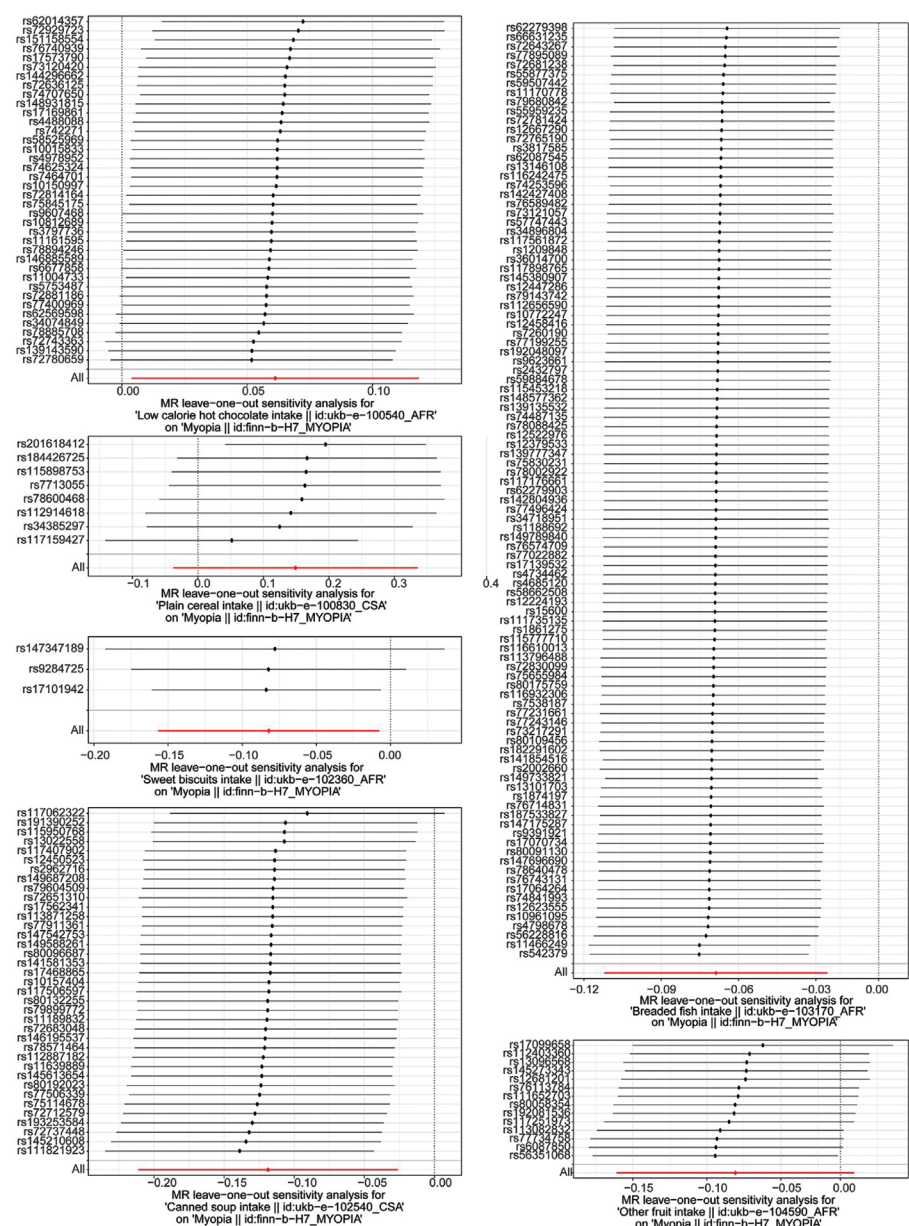 rs62014357
rs72929723
rs151158554
rs76740939
rs17573790
rs73120420
rs144296662
rs72636125
rs74707650
rs148931815
rs17169861
rs4488088
rs742271
rs58525969
rs10015833
rs4978952
rs74625324
rs7464701
rs10150997
rs72814164
rs75845175
rs9607468
rs10812689
rs3797736
rs11161595
rs78894246
rs146885589
rs6677858
rs11004733
rs5753487
rs72881186
rs77400969
rs62569598
rs34074849
rs78885708
rs72743363
rs139143590
rs72780659
All
0.00 0.05 0.10
MR leave−one−out sensitivity analysis for
'Low calorie hot chocolate intake || id:ukb−e−100540_AFR'
on 'Myopia || id:finn−b−H7_MYOPIA'
rs201618412
rs184426725
rs115898753
rs7713055
rs78600468
rs112914618
rs34385297
rs117159427
All
−0.1 0.0 0.1 0.2 0.3 0.4
MR leave−one−out sensitivity analysis for
'Plain cereal intake || id:ukb−e−100830_CSA'
on 'Myopia || id:finn−b−H7_MYOPIA'
rs147347189
rs9284725
rs17101942
All
−0.20 −0.15 −0.10 −0.05 0.00
MR leave−one−out sensitivity analysis for
'Sweet biscuits intake || id:ukb−e−102360_AFR'
on 'Myopia || id:finn−b−H7_MYOPIA'
rs117062322
rs191390252
rs115950768
rs13022558
rs117407902
rs12450523
rs2962716
rs149687208
rs79604509
rs72651310
rs17562341
rs113871258
rs77911361
rs147542753
rs149588261
rs80096687
rs141581353
rs17468865
rs10157404
rs117506597
rs80132255
rs79899772
rs11189832
rs72683048
rs146195537
rs78571464
rs112887182
rs11639889
rs145613654
rs80192023
rs77506339
rs75114678
rs72712579
rs193253584
rs72737448
rs145210608
rs111821923
All
−0.20 −0.15 −0.10 −0.05 0.00
MR leave−one−out sensitivity analysis for
'Canned soup intake || id:ukb−e−102540_CSA'
on 'Myopia || id:finn−b−H7_MYOPIA'
rs62279398
rs66631235
rs72643267
rs77895089
rs72681238
rs55877375
rs59507442
rs11170778
rs79680842
rs55959235
rs72781424
rs12667290
rs72765190
rs3817585
rs62087545
rs13146108
rs116242475
rs74253596
rs142427408
rs76589482
rs73121057
rs57747443
rs34896804
rs117561872
rs1209848
rs36014700
rs117898765
rs145380907
rs12447286
rs79143742
rs112656590
rs10772247
rs12458416
rs7260190
rs77199255
rs192048097
rs9623661
rs2432797
rs59884678
rs115453218
rs148577362
rs139135532
rs74487135
rs78088425
rs12522976
rs12379533
rs139777347
rs75830231
rs78002922
rs117176661
rs62279903
rs142804936
rs77496424
rs34718951
rs1188692
rs149789840
rs76574709
rs77022882
rs17139532
rs4734462
rs4685120
rs58662508
rs12224193
rs15600
rs111735135
rs1861275
rs115777710
rs116610013
rs113796488
rs72830099
rs75655984
rs80175759
rs116932306
rs7538187
rs77231661
rs77243146
rs73217291
rs80109456
rs182291602
rs141854516
rs2002660
rs149733821
rs13101703
rs1874197
rs76714831
rs187533827
rs147175287
rs9391921
rs17070734
rs80091130
rs147696690
rs78640478
rs76743131
rs17064264
rs74841993
rs12623555
rs10961095
rs4798678
rs56228816
rs11466249
rs542379
All
−0.12 −0.09 −0.06 −0.03 0.00
MR leave−one−out sensitivity analysis for
'Breaded fish intake || id:ukb−e−103170_AFR'
on 'Myopia || id:finn−b−H7_MYOPIA'
rs17099658
rs112403360
rs13096568
rs145273343
rs12681201
rs76113784
rs111652703
rs80058354
rs192081536
rs117251973
rs113082832
rs77734758
rs6087850
rs56351068
All
−0.15 −0.10 −0.05 0.00
MR leave−one−out sensitivity analysis for
'Other fruit intake || id:ukb−e−104590_AFR'
on 'Myopia || id:finn−b−H7_MYOPIA'